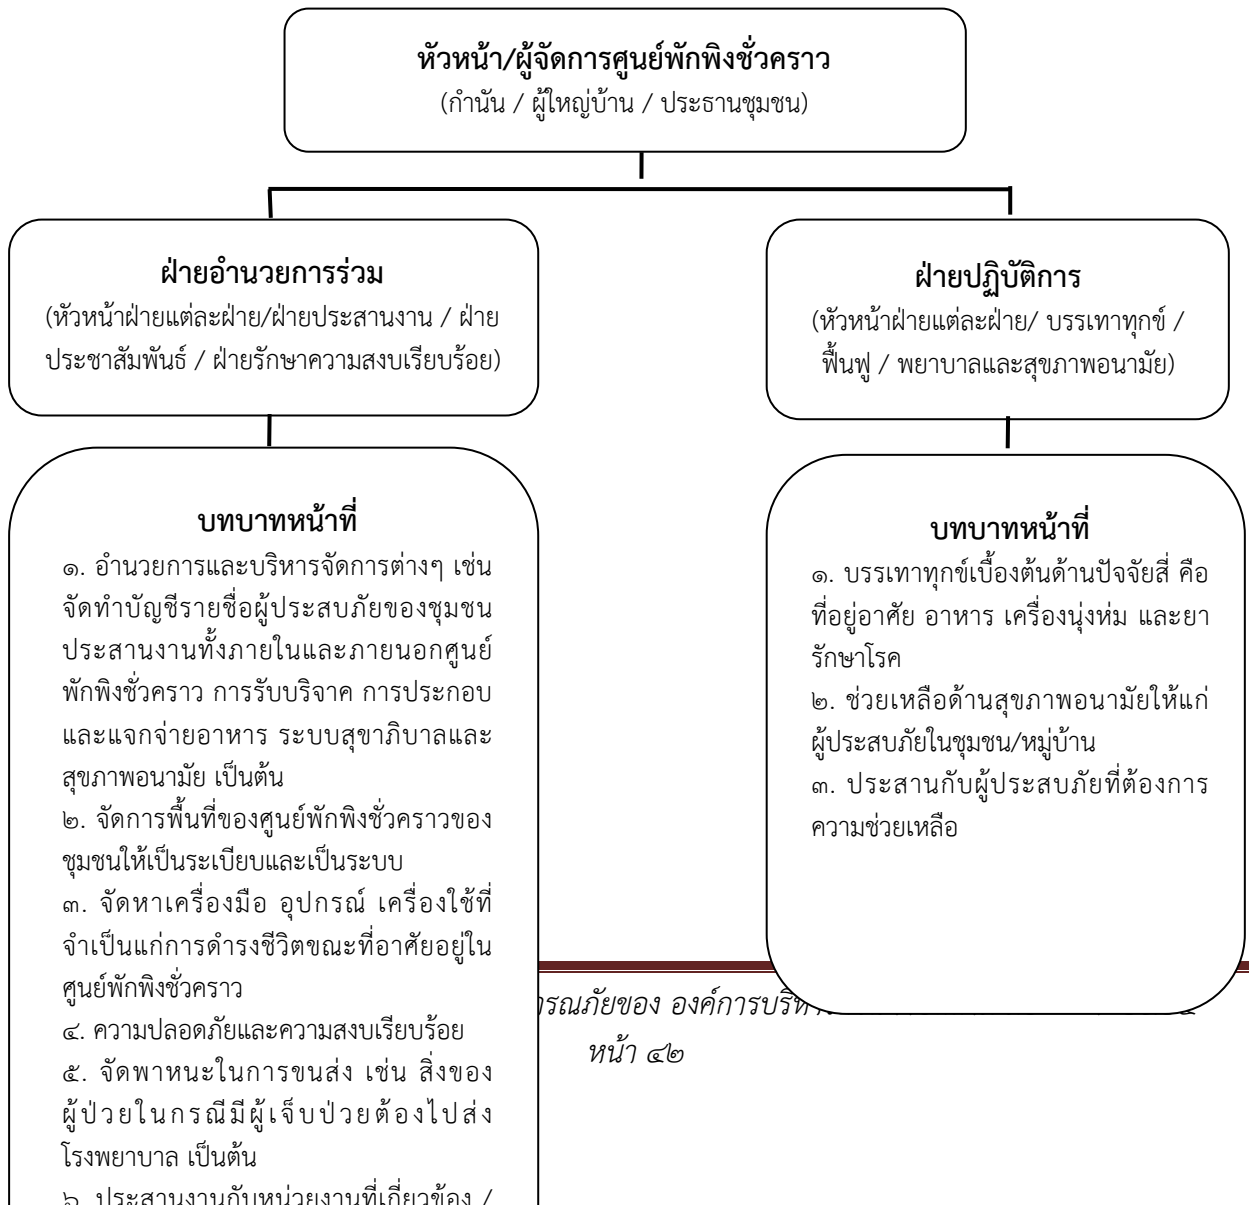 หัวหน้า/ผู้จัดการศูนย์พักพิงชั่วคราว
(กำนัน / ผู้ใหญ่บ้าน / ประธานชุมชน)
ฝ่ายอำนวยการร่วม
(หัวหน้าฝ่ายแต่ละฝ่าย/ฝ่ายประสานงาน / ฝ่าย
ประชาสัมพันธ์ / ฝ่ายรักษาความสงบเรียบร้อย)
ฝ่ายปฏิบัติการ
(หัวหน้าฝ่ายแต่ละฝ่าย/ บรรเทาทุกข์ /
ฟื้นฟู / พยาบาลและสุขภาพอนามัย)
บทบาทหน้าที่
๑. อำนวยการและบริหารจัดการต่างๆ เช่น
จัดทำบัญชีรายชื่อผู้ประสบภัยของชุมชน
ประสานงานทั้งภายในและภายนอกศูนย์
พักพิงชั่วคราว การรับบริจาค การประกอบ
และแจกจ่ายอาหาร ระบบสุขาภิบาลและ
สุขภาพอนามัย เป็นต้น
๒. จัดการพื้นที่ของศูนย์พักพิงชั่วคราวของ
ชุมชนให้เป็นระเบียบและเป็นระบบ
๓. จัดหาเครื่องมือ อุปกรณ์ เครื่องใช้ที่
จำเป็นแก่การดำรงชีวิตขณะที่อาศัยอยู่ใน
ศูนย์พักพิงชั่วคราว
๔. ความปลอดภัยและความสงบเรียบร้อย
๕. จัดพาหนะในการขนส่ง เช่น สิ่งของ
ผู้ป่วยในกรณีมีผู้เจ็บป่วยต้องไปส่ง
โรงพยาบาล เป็นต้น
๖. ประสานงานกับหน่วยงานที่เกี่ยวข้อง /
บทบาทหน้าที่
๑. บรรเทาทุกข์เบื้องต้นด้านปัจจัยสี่ คือ
ที่อยู่อาศัย อาหาร เครื่องนุ่งห่ม และยา
รักษาโรค
๒. ช่วยเหลือด้านสุขภาพอนามัยให้แก่
ผู้ประสบภัยในชุมชน/หมู่บ้าน
๓. ประสานกับผู้ประสบภัยที่ต้องการ
ความช่วยเหลือ
รณภัยของ องค์การบริหา
หน้า ๔๒